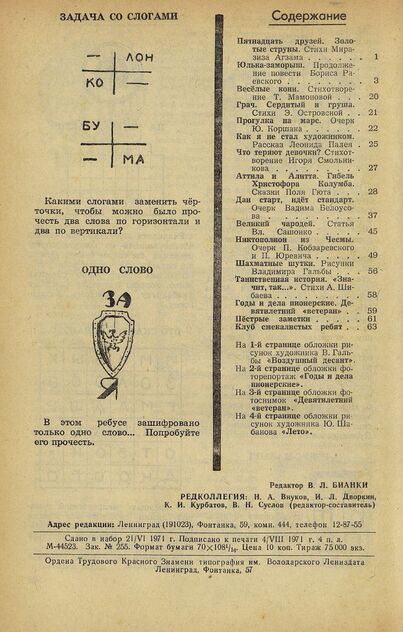 ЗАДАЧА СО СЛОГАМИ
— ЛОН
КО —
БУ —
— МА
Какими слогами заменить чёр-
точки, чтобы можно было про-
честь два слова по горизонтали и
два по вертикали?
ОДНО СЛОВО
ЗА
Я
В этом ребусе зашифровано
только одно слово... Попробуйте
его прочесть.
Содержание
Пятнадцать друзей. Золо-
тые струны. Стихи Мира-
зиза Агзама . . . . . 1
Юлька-заморыш. Продолже-
ние повести Бориса Ра-
евского . . . . . 3
Весёлые кони. Стихотворе-
ние Т. Мамоновой . . . 20
Грач. Сердитый и груша.
Стихи Э. Островской . . 21
Прогулка на марс. Очерк
Ю. Коршака . . . . . 22
Как я не стал художником.
Рассказ Леонида Палея . 25
Что теряют девочки? Стихот-
ворение Игоря Смольни-
кова . . . . . 27
Аттила и Алитта. Гибель
Христофора Колумба.
Сказки Поля Гюта . . . 28
Дан старт, идёт стандарт.
Очерк Вадима Белоусо-
ва . . . . . 37
Великий чародей. Статья
Вл. Сашонко . . . . . 45
Никтополион из Чесмы.
Очерк П. Кобзаревского
и П. Юревича . . . . . 49
Шахматные шутки. Рисунки
Владимира Гальбы . . . 56
Таинственная история. «Зна-
чит, так...». Стихи А. Ши-
баева . . . . . 58
Годы и дела пионерские. Де-
вятилетний «ветеран» . . 59
Пёстрые заметки . . . . . 61
Клуб смекалистых ребят . . 63
На 1-й странице обложки ри-
сунок художника В. Галь-
бы «Воздушный десант».
На 2-й странице обложки фо-
торепортаж «Годы и дела
пионерские».
На 3-й странице обложки фо-
тоснимок «Девятилетний
«ветеран».
На 4-й странице обложки ри-
сунок художника Ю. Ша-
банова «Лето».
Редактор В. Л. БИАНКИ
РЕДКОЛЛЕГИЯ: Н. А. Внуков, И. Л. Дворкин,
К. И. Курбатов, В. Н. Суслов (редактор-составитель)
Адрес редакции: Ленинград (191023), Фонтанка, 59, комн. 444, телефон 12-87-55
Сдано в набор 21/VI 1971 г. Подписано к печати 4/VIII 1971 г. 4 п. л.
М-44523. Зак. № 255. Формат бумаги 70×108¹/₁₆. Цена 10 коп. Тираж 75 000 экз.
Ордена Трудового Красного Знамени типография им. Володарского Лениздата
Ленинград, Фонтанка, 57